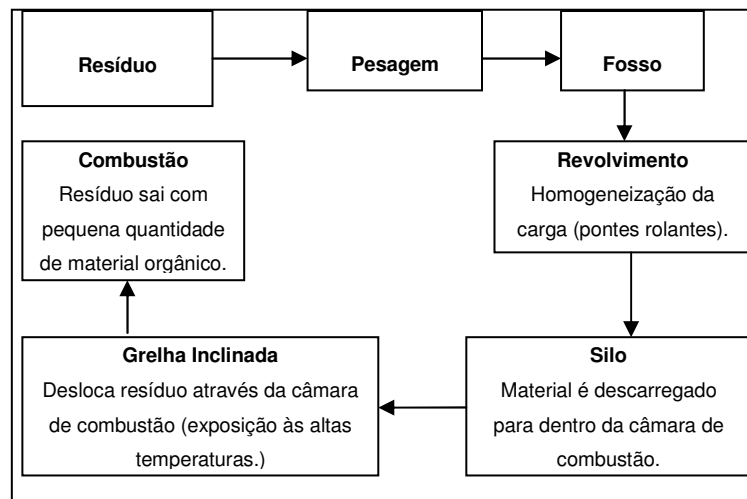 Resíduo
Pesagem
Fosso
Revolvimento
Homogeneização da
carga (pontes rolantes).
Silo
Material é descarregado
para dentro da câmara de
combustão.
Grelha Inclinada
Desloca resíduo através da câmara
de combustão (exposição às altas
temperaturas.)
Combustão
Resíduo sai com
pequena quantidade
de material orgânico.